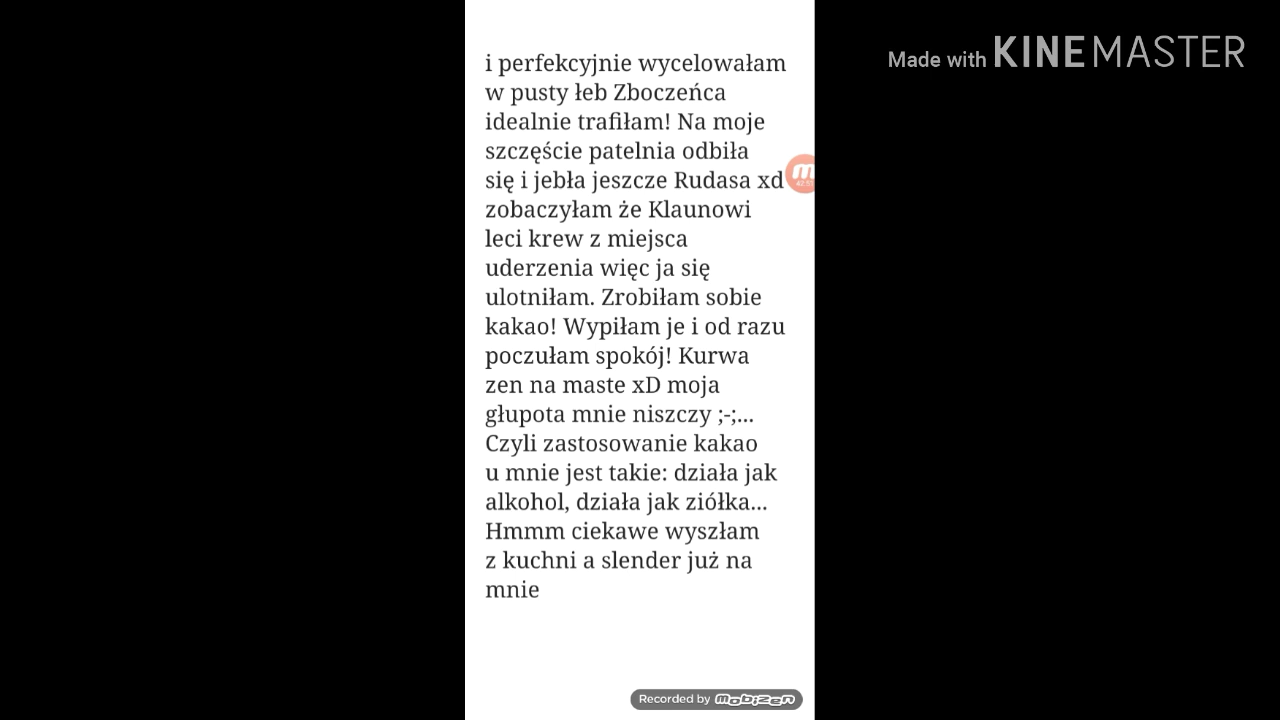 Made with KINEMASTER
i perfekcyjnie wycelowałam
w pusty łeb Zboczeńca
idealnie trafiłam! Na moje
szczęście patelnia odbiła
się i jebła jeszcze Rudasa xd
zobaczyłam że Klaunowi
leci krew z miejsca
uderzenia więc ja się
ulotniłam. Zrobiłam sobie
kakao! Wypiłam je i od razu
poczułam spokój! Kurwa
zen na maste xD moja
głupota mnie niszczy ;-;...
Czyli zastosowanie kakao
u mnie jest takie: działa jak
alkohol, działa jak ziółka...
Hmmm ciekawe wyszłam
z kuchni a slender już na
mnie
Recorded by mobizen